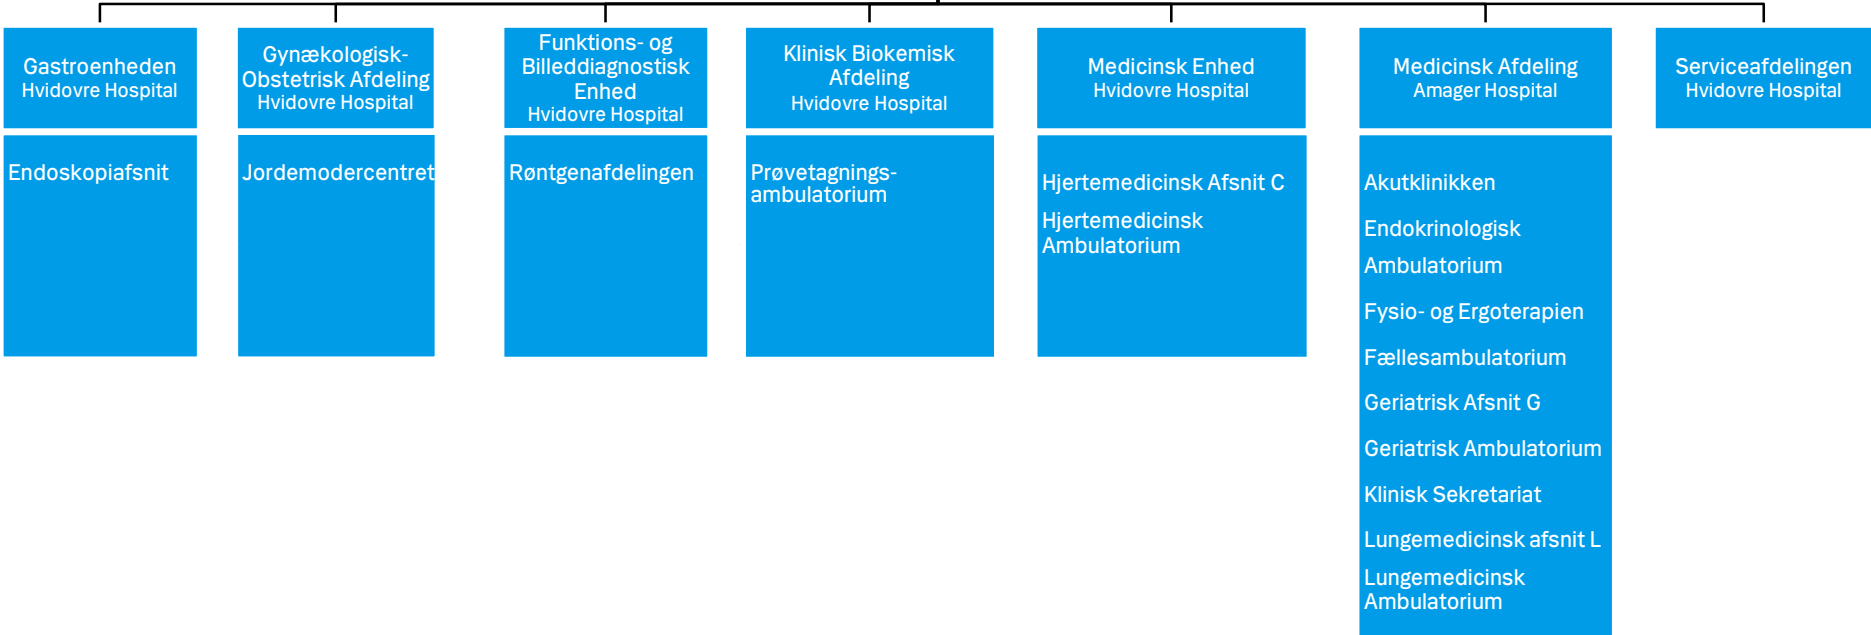 Gastroenheden
Hvidovre Hospital
Gynækologisk-
Obstetrisk Afdeling
Hvidovre Hospital
Funktions- og
Billeddiagnostisk
Enhed
Hvidovre Hospital
Klinisk Biokemisk
Afdeling
Hvidovre Hospital
Medicinsk Enhed
Hvidovre Hospital
Medicinsk Afdeling
Amager Hospital
Serviceafdelingen
Hvidovre Hospital
Endoskopiafsnit
Jordemodercentret
Røntgenafdelingen
Prøvetagnings-
ambulatorium
Hjertemedicinsk Afsnit C
Hjertemedicinsk
Ambulatorium
Akutklinikken
Endokrinologisk
Ambulatorium
Fysio- og Ergoterapien
Fællesambulatorium
Geriatrisk Afsnit G
Geriatrisk Ambulatorium
Klinisk Sekretariat
Lungemedicinsk afsnit L
Lungemedicinsk
Ambulatorium